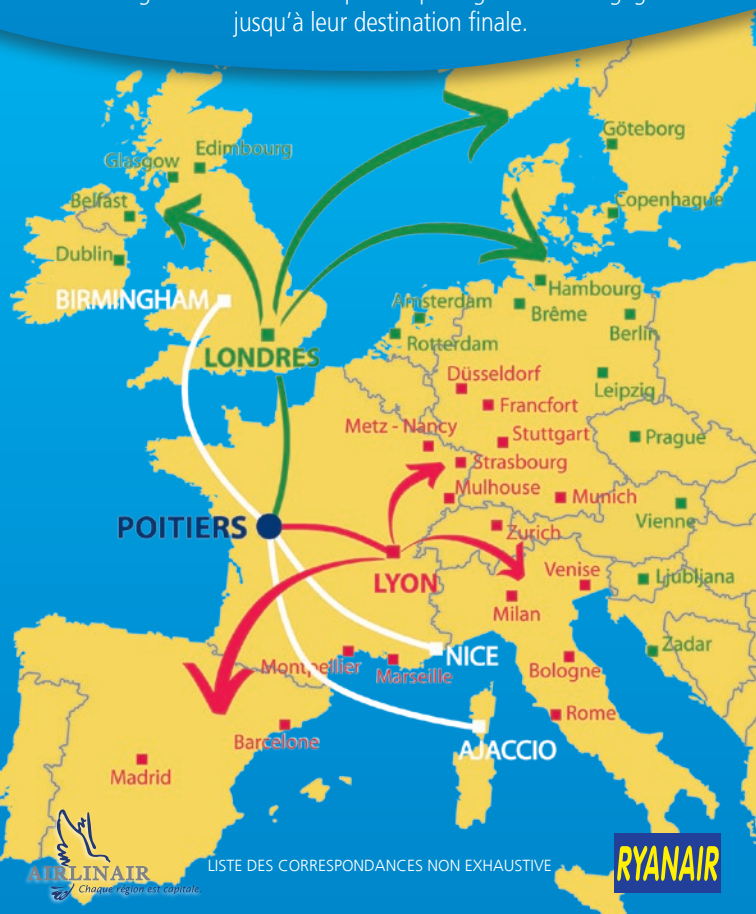 jusqu'à leur destination finale.
Göteborg
Edimbourg
Glasgow
Belfast
Copenhague
Dublin
Hambourg
BIRMINGHAM
Amsterdam
Brême
Berlin
Rotterdam
LONDRES
Düsseldorf
Leipzig
Francfort
Metz - Nancy
Stuttgart
Prague
Strasbourg
Mulhouse
Munich
POITIERS
Vienne
Zurich
Venise
LYON
Ljubljana
Milan
Zadar
NICE
Montpellier
Marseille
Bologne
Rome
Barcelone
AJACCIO
Madrid
AIRLINAIR
Chaque région est capitale.
LISTE DES CORRESPONDANCES NON EXHAUSTIVE
RYANAIR